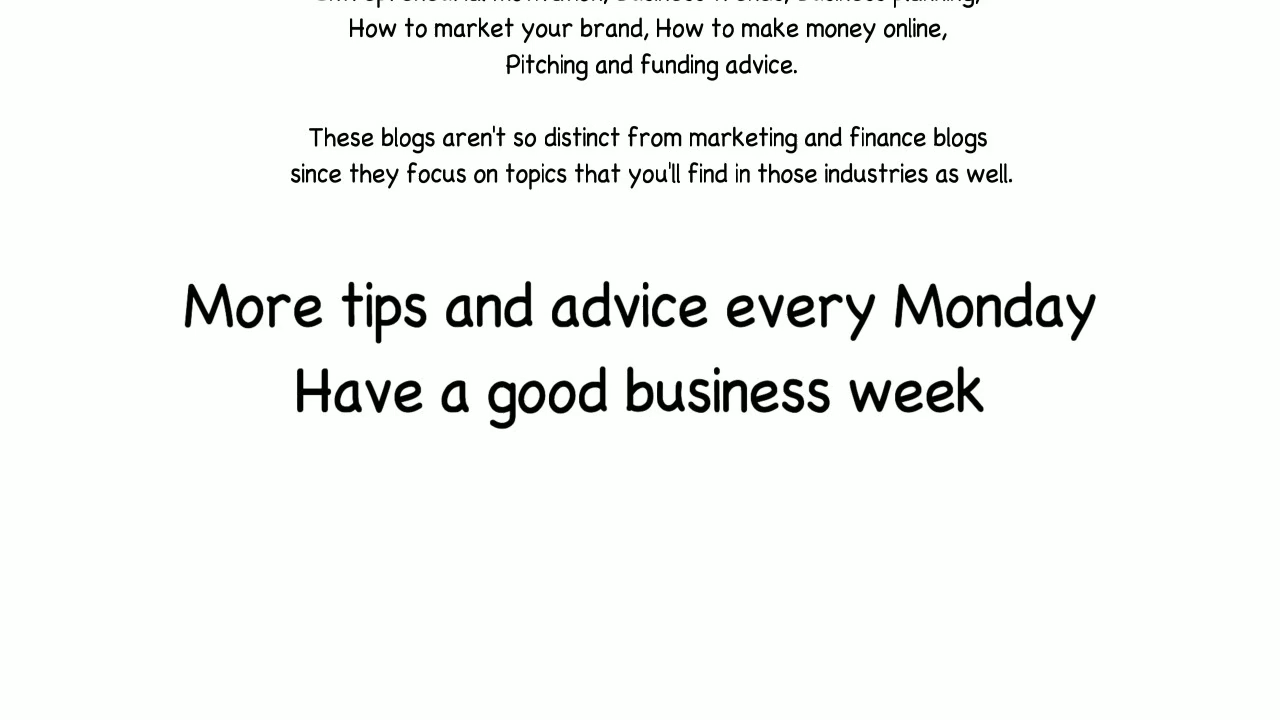 How to market your brand, How to make money online,
Pitching and funding advice.
These blogs aren't so distinct from marketing and finance blogs
since they focus on topics that you'll find in those industries as well.
More tips and advice every Monday
Have a good business week